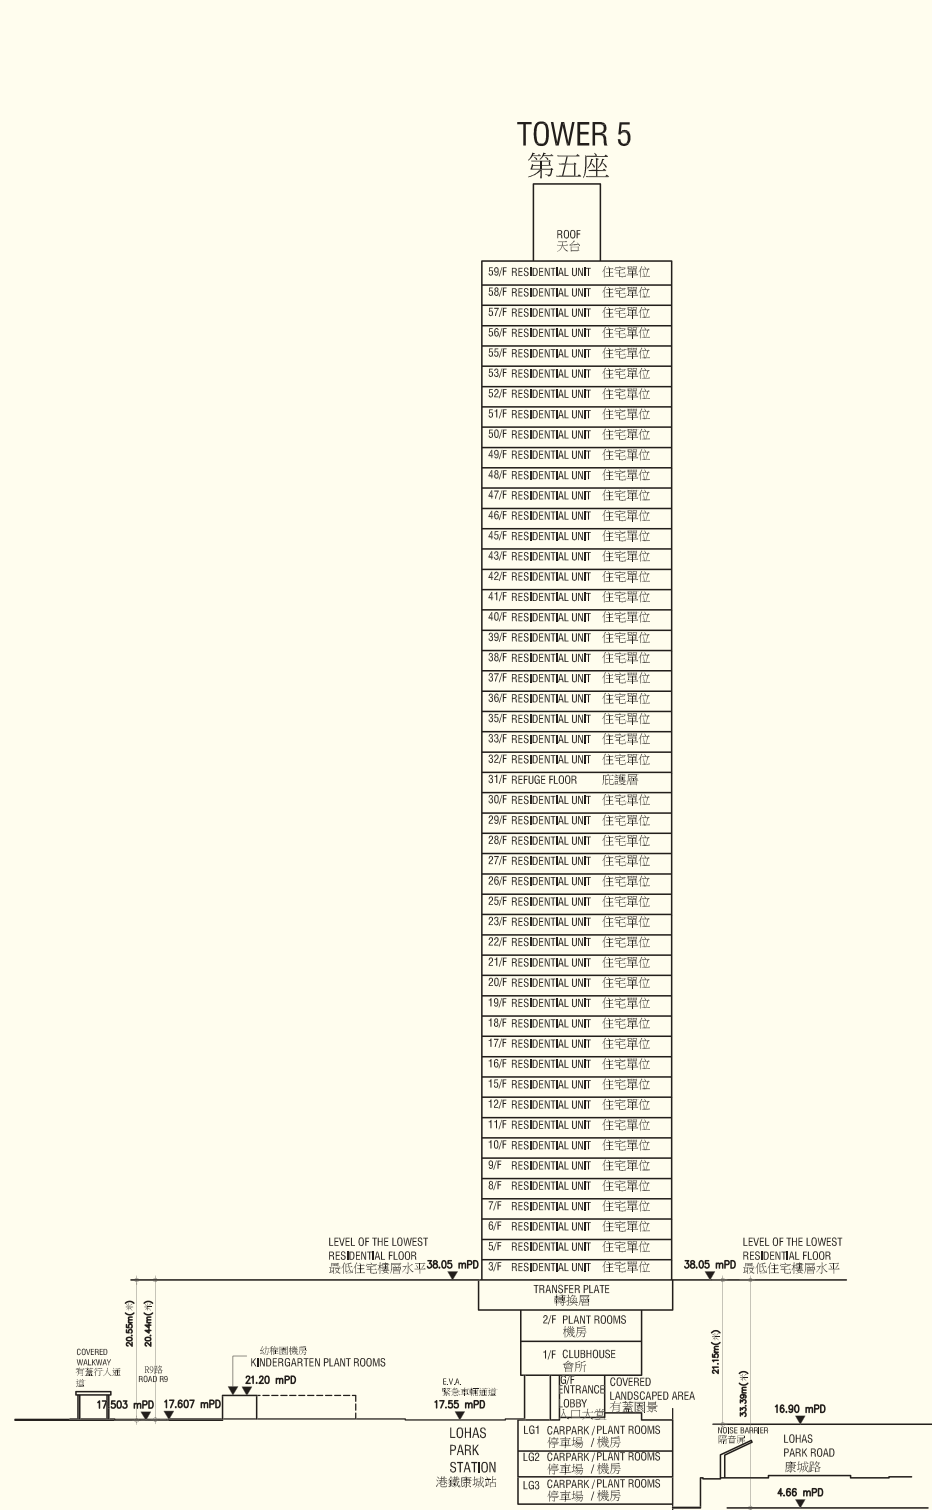 TOWER 5
第五座
ROOF
天台
59/F RESIDENTIAL UNIT 住宅單位
58/F RESIDENTIAL UNIT 住宅單位
57/F RESIDENTIAL UNIT 住宅單位
56/F RESIDENTIAL UNIT 住宅單位
55/F RESIDENTIAL UNIT 住宅單位
53/F RESIDENTIAL UNIT 住宅單位
52/F RESIDENTIAL UNIT 住宅單位
51/F RESIDENTIAL UNIT 住宅單位
50/F RESIDENTIAL UNIT 住宅單位
49/F RESIDENTIAL UNIT 住宅單位
48/F RESIDENTIAL UNIT 住宅單位
47/F RESIDENTIAL UNIT 住宅單位
46/F RESIDENTIAL UNIT 住宅單位
45/F RESIDENTIAL UNIT 住宅單位
43/F RESIDENTIAL UNIT 住宅單位
42/F RESIDENTIAL UNIT 住宅單位
41/F RESIDENTIAL UNIT 住宅單位
40/F RESIDENTIAL UNIT 住宅單位
39/F RESIDENTIAL UNIT 住宅單位
38/F RESIDENTIAL UNIT 住宅單位
37/F RESIDENTIAL UNIT 住宅單位
36/F RESIDENTIAL UNIT 住宅單位
35/F RESIDENTIAL UNIT 住宅單位
33/F RESIDENTIAL UNIT 住宅單位
32/F RESIDENTIAL UNIT 住宅單位
31/F REFUGE FLOOR 庇護層
30/F RESIDENTIAL UNIT 住宅單位
29/F RESIDENTIAL UNIT 住宅單位
28/F RESIDENTIAL UNIT 住宅單位
27/F RESIDENTIAL UNIT 住宅單位
26/F RESIDENTIAL UNIT 住宅單位
25/F RESIDENTIAL UNIT 住宅單位
23/F RESIDENTIAL UNIT 住宅單位
22/F RESIDENTIAL UNIT 住宅單位
21/F RESIDENTIAL UNIT 住宅單位
20/F RESIDENTIAL UNIT 住宅單位
19/F RESIDENTIAL UNIT 住宅單位
18/F RESIDENTIAL UNIT 住宅單位
17/F RESIDENTIAL UNIT 住宅單位
16/F RESIDENTIAL UNIT 住宅單位
15/F RESIDENTIAL UNIT 住宅單位
12/F RESIDENTIAL UNIT 住宅單位
11/F RESIDENTIAL UNIT 住宅單位
10/F RESIDENTIAL UNIT 住宅單位
9/F RESIDENTIAL UNIT 住宅單位
8/F RESIDENTIAL UNIT 住宅單位
7/F RESIDENTIAL UNIT 住宅單位
6/F RESIDENTIAL UNIT 住宅單位
5/F RESIDENTIAL UNIT 住宅單位
3/F RESIDENTIAL UNIT 住宅單位
LEVEL OF THE LOWEST
RESIDENTIAL FLOOR
最低住宅樓層水平
38.05 mPD
38.05 mPD
LEVEL OF THE LOWEST
RESIDENTIAL FLOOR
最低住宅樓層水平
TRANSFER PLATE
轉換層
2/F PLANT ROOMS
機房
1/F CLUBHOUSE
會所
G/F
ENTRANCE
LOBBY
入口大堂
COVERED
LANDSCAPED AREA
有蓋園景
20.55m(米)
20.44m(米)
21.15m(米)
33.39m(米)
COVERED
WALKWAY
有蓋行人通
道
R9路
ROAD R9
17.503 mPD
17.607 mPD
幼稚園機房
KINDERGARTEN PLANT ROOMS
21.20 mPD
E.V.A.
緊急車輛通道
17.55 mPD
LOHAS
PARK
STATION
港鐵康城站
LG1 CARPARK/PLANT ROOMS
停車場 /機房
LG2 CARPARK/PLANT ROOMS
停車場 /機房
LG3 CARPARK/PLANT ROOMS
停車場 /機房
16.90 mPD
NOISE BARRIER
隔音屏
LOHAS
PARK ROAD
康城路
4.66 mPD